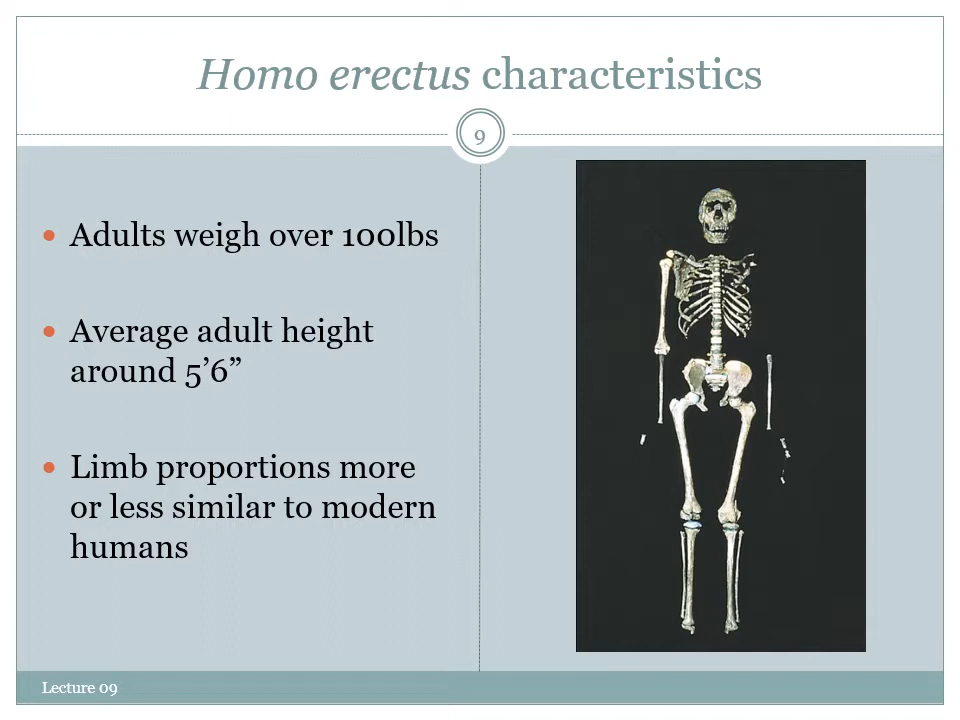 Homo erectus characteristics
9
Adults weigh over 100lbs
Average adult height
around 5’6”
Limb proportions more
or less similar to modern
humans
Lecture 09